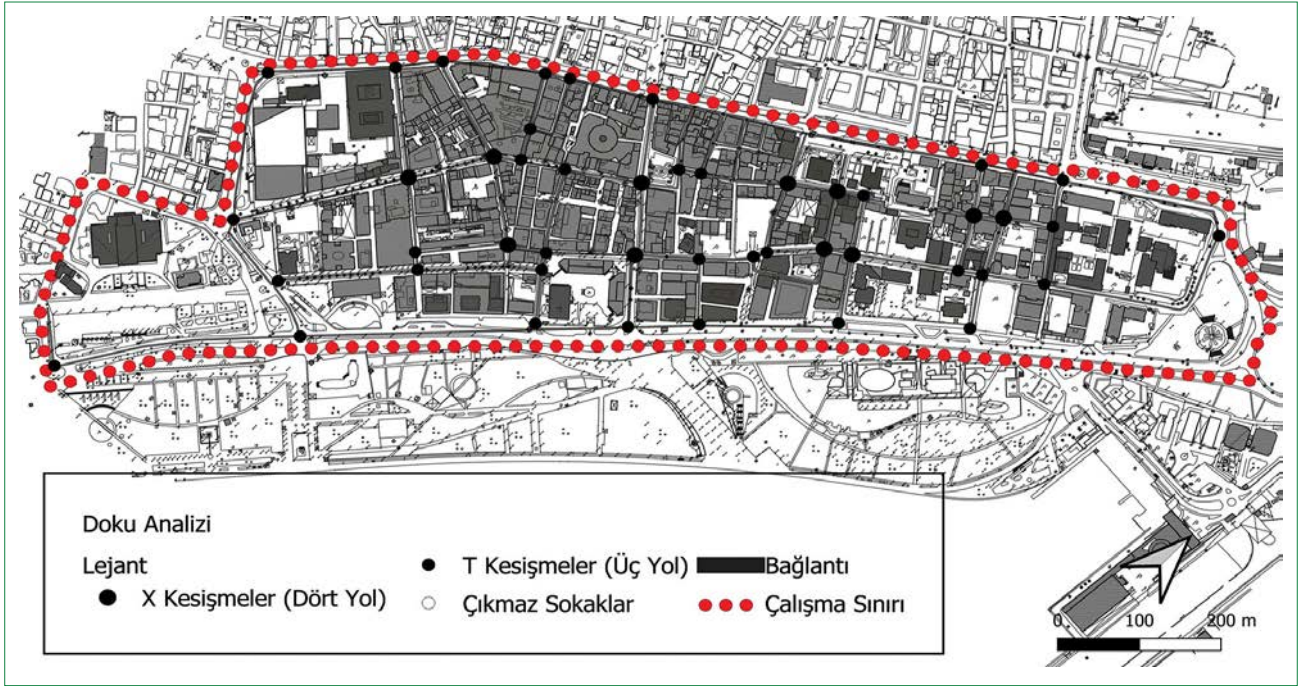 Doku Analizi
Lejant
X Kesişmeler (Dört Yol)
T Kesişmeler (Üç Yol)
Bağlantı
Çıkmaz Sokaklar
Çalışma Sınırı
0 100 200 m